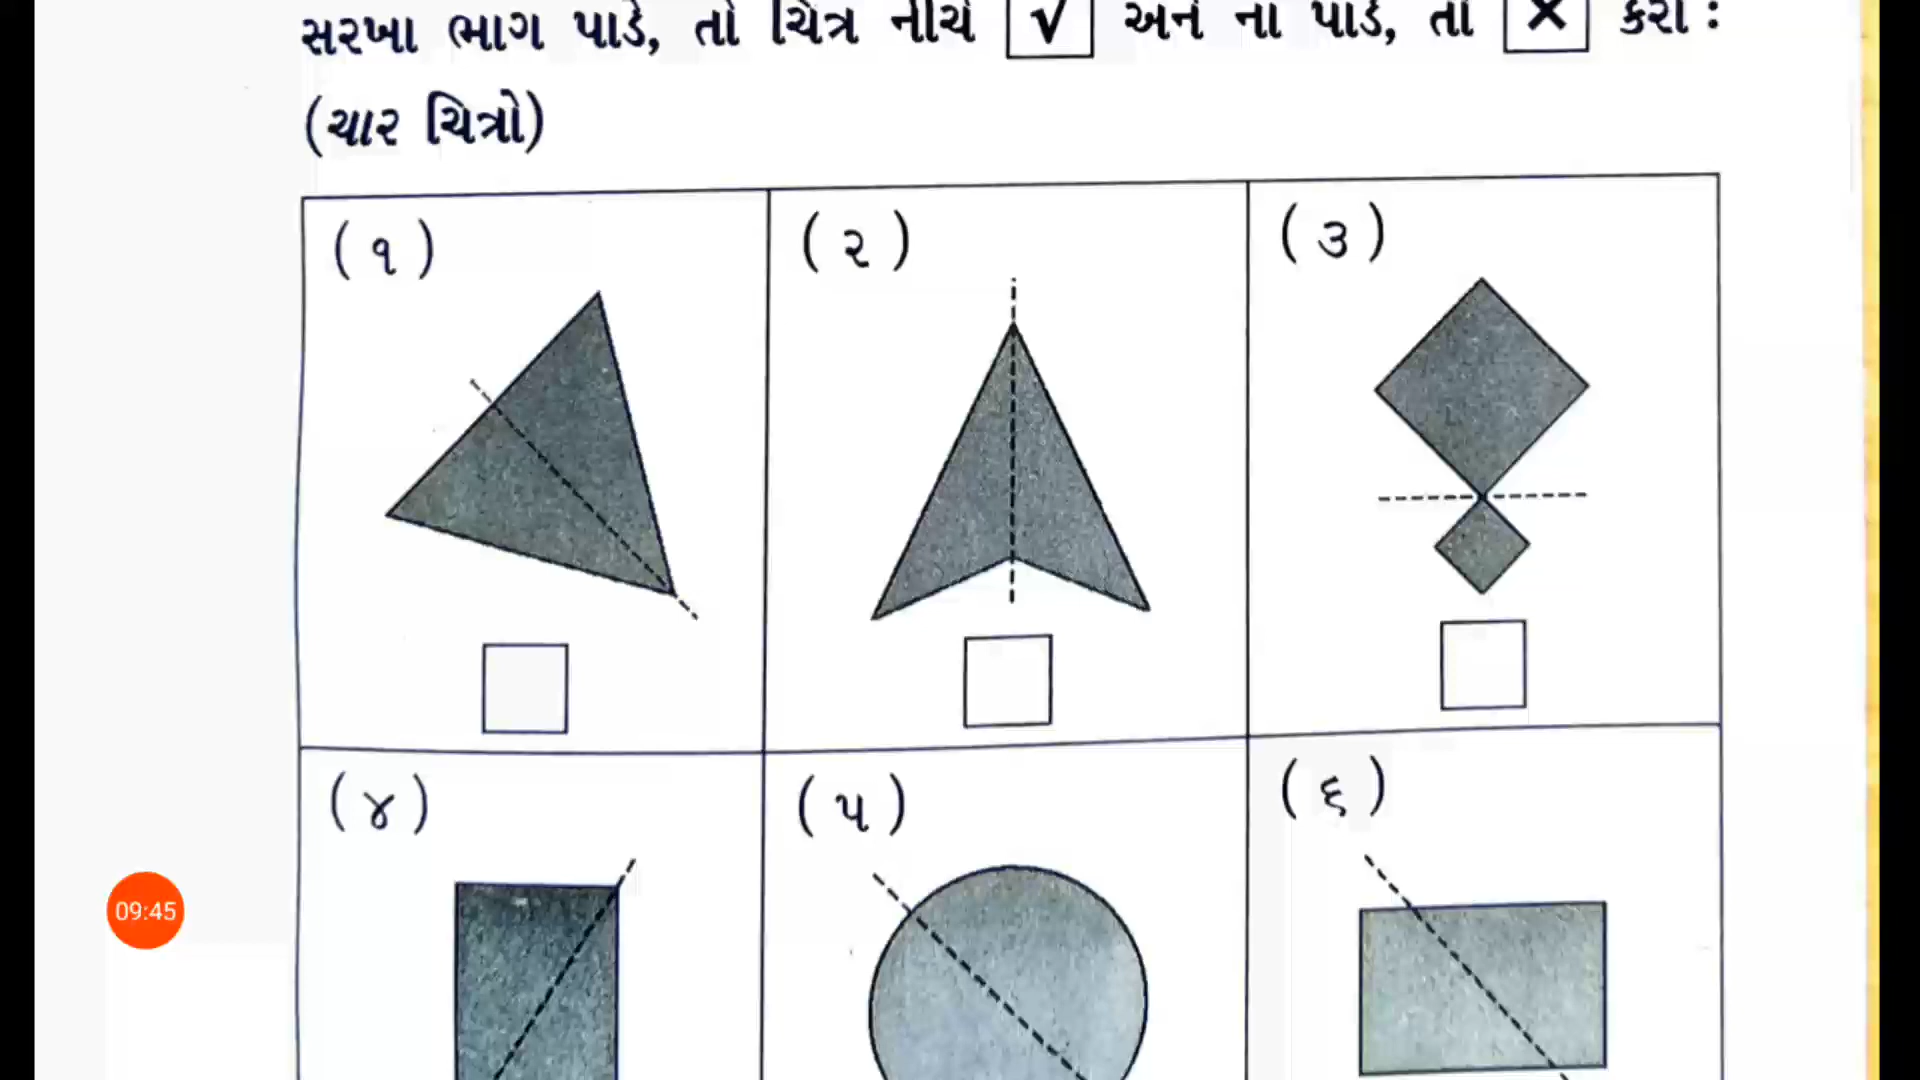 સરખા ભાગ પાડે, તો ચિત્ર નીચે √ અને ના પાડે, તો × કરો :
(ચાર ચિત્રો)
(૧) (૨) (૩)
(૪) (૫) (૬)
09:45